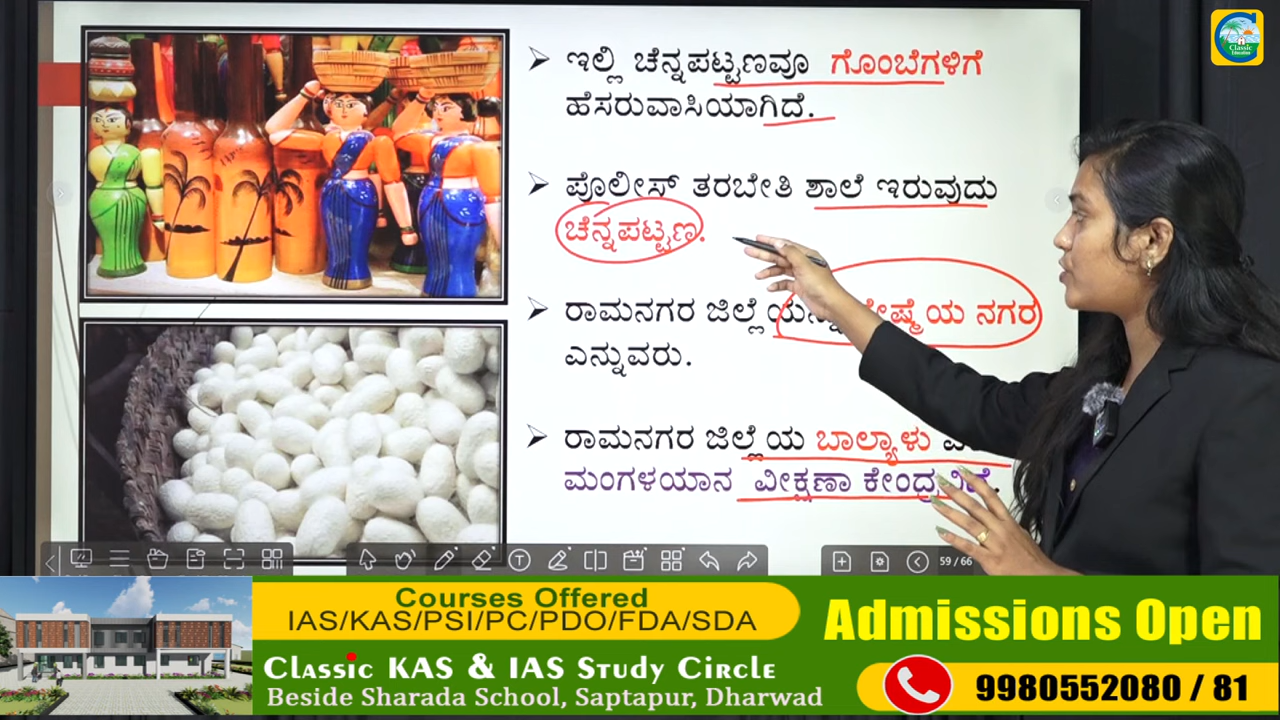 Classic
Education
ಇಲ್ಲಿ ಚೆನ್ನಪಟ್ಟಣವೂ ಗೊಂಬೆಗಳಿಗೆ
ಹೆಸರುವಾಸಿಯಾಗಿದೆ.
ಪೊಲೀಸ್ ತರಬೇತಿ ಶಾಲೆ ಇರುವುದು
ಚೆನ್ನಪಟ್ಟಣ.
ರಾಮನಗರ ಜಿಲ್ಲೆಯನ್ನು ನಗರ
ಎನ್ನುವರು.
ರಾಮನಗರ ಜಿಲ್ಲೆಯ ಬಾಲ್ಯಾಳು
ಮಂಗಳಯಾನ ವೀಕ್ಷಣಾ
59 / 66
Courses Offered
IAS/KAS/PSI/PC/PDO/FDA/SDA
Classic KAS & IAS Study Circle
Beside Sharada School, Saptapur, Dharwad
Admissions Open
9980552080 / 81